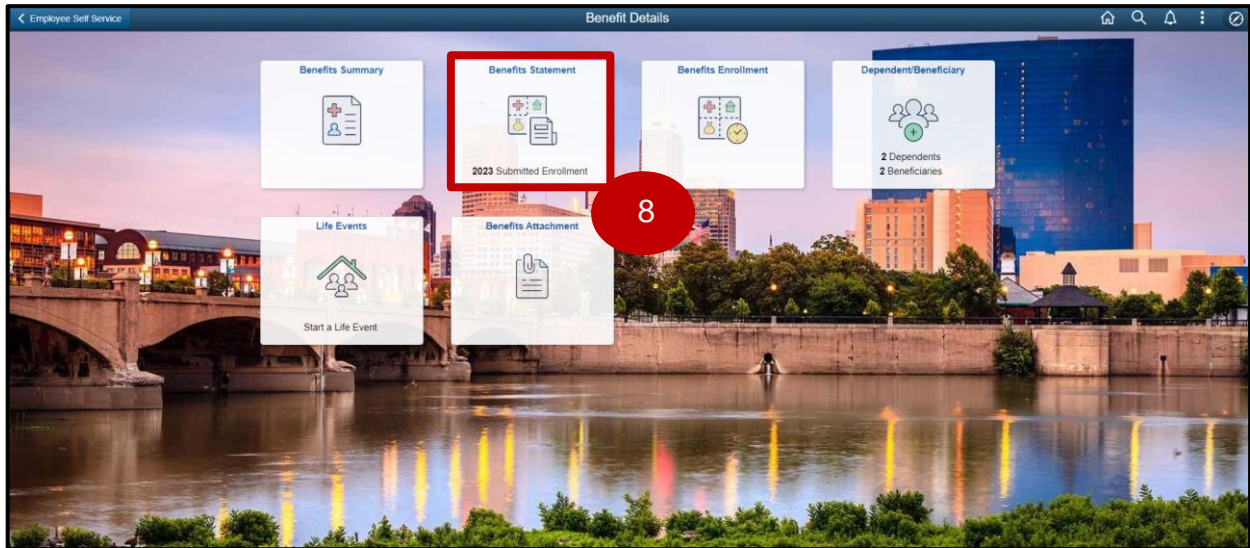 Employee Self Service
Benefit Details
Benefits Summary
Benefits Statement
2023 Submitted Enrollment
Benefits Enrollment
Dependent/Beneficiary
2 Dependents
2 Beneficiaries
8
Life Events
Start a Life Event
Benefits Attachment